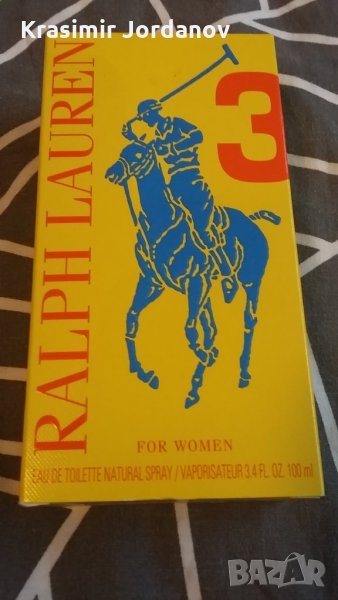 Krasimir Jordanov
RALPH LAUREN
3
FOR WOMEN
EAU DE TOILETTE NATURAL SPRAY / VAPORISATEUR 3.4 FL. OZ. 100 ml
BAZAR